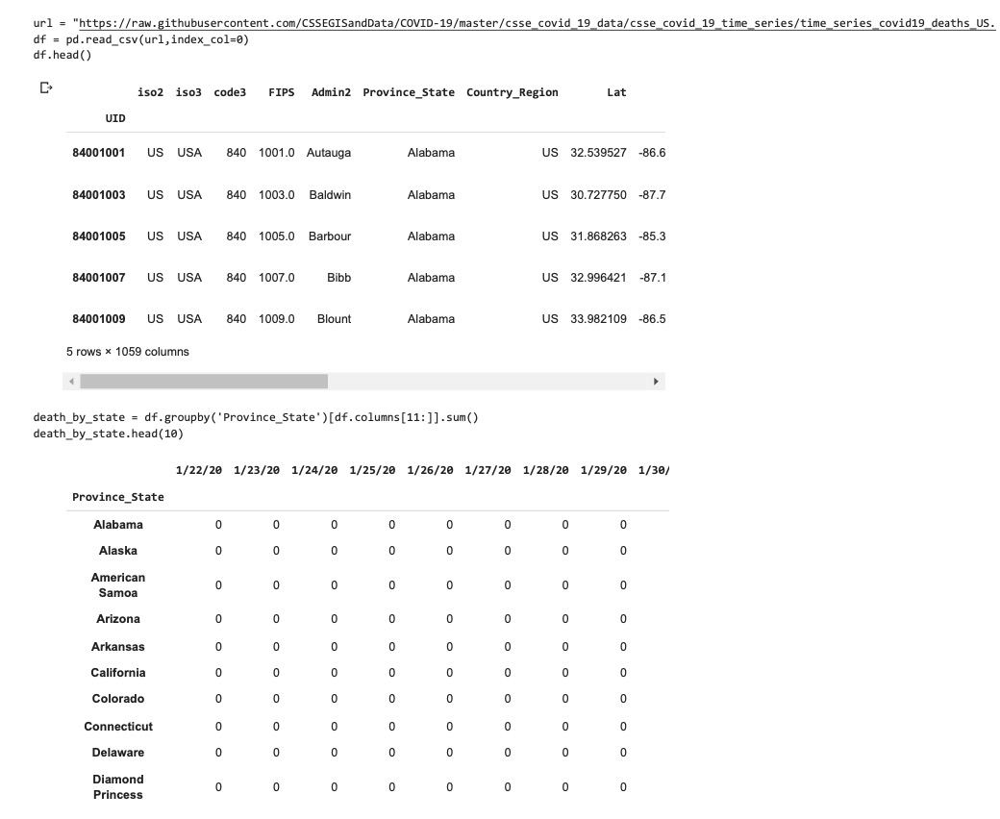 url = "https://raw.githubusercontent.com/CSSEGISandData/COVID-19/master/csse_covid_19_data/csse_covid_19_time_series/time_series_covid19_deaths_US.
df = pd.read_csv(url,index_col=0)
df.head()
iso2 iso3 code3 FIPS Admin2 Province_State Country_Region Lat
UID
84001001 US USA 840 1001.0 Autauga Alabama US 32.539527 -86.6
84001003 US USA 840 1003.0 Baldwin Alabama US 30.727750 -87.7
84001005 US USA 840 1005.0 Barbour Alabama US 31.868263 -85.3
84001007 US USA 840 1007.0 Bibb Alabama US 32.996421 -87.1
84001009 US USA 840 1009.0 Blount Alabama US 33.982109 -86.5
5 rows × 1059 columns
death_by_state = df.groupby('Province_State')[df.columns[11:]].sum()
death_by_state.head(10)
1/22/20 1/23/20 1/24/20 1/25/20 1/26/20 1/27/20 1/28/20 1/29/20 1/30/
Province_State
Alabama 0 0 0 0 0 0 0 0
Alaska 0 0 0 0 0 0 0 0
American
Samoa 0 0 0 0 0 0 0 0
Arizona 0 0 0 0 0 0 0 0
Arkansas 0 0 0 0 0 0 0 0
California 0 0 0 0 0 0 0 0
Colorado 0 0 0 0 0 0 0 0
Connecticut 0 0 0 0 0 0 0 0
Delaware 0 0 0 0 0 0 0 0
Diamond
Princess 0 0 0 0 0 0 0 0